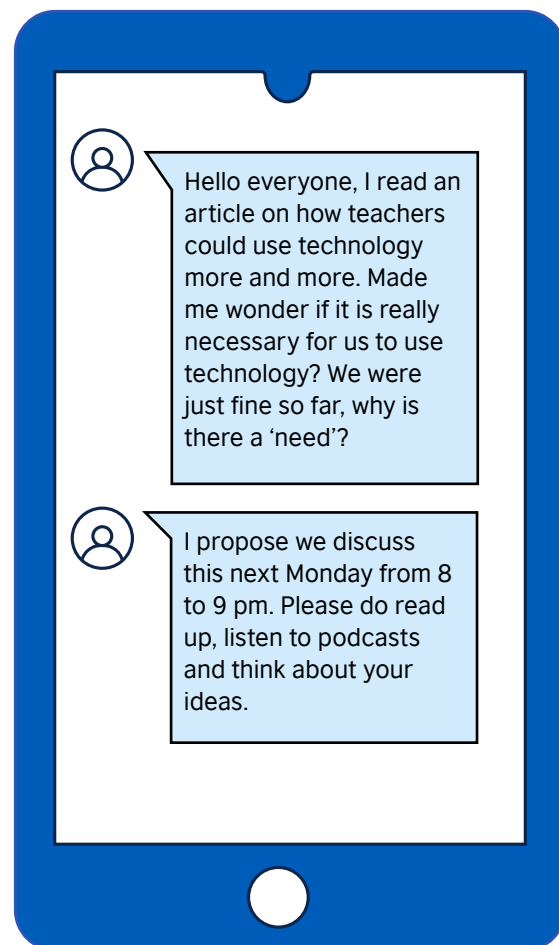 Hello everyone, I read an
article on how teachers
could use technology
more and more. Made
me wonder if it is really
necessary for us to use
technology? We were
just fine so far, why is
there a ‘need’?
I propose we discuss
this next Monday from 8
to 9 pm. Please do read
up, listen to podcasts
and think about your
ideas.